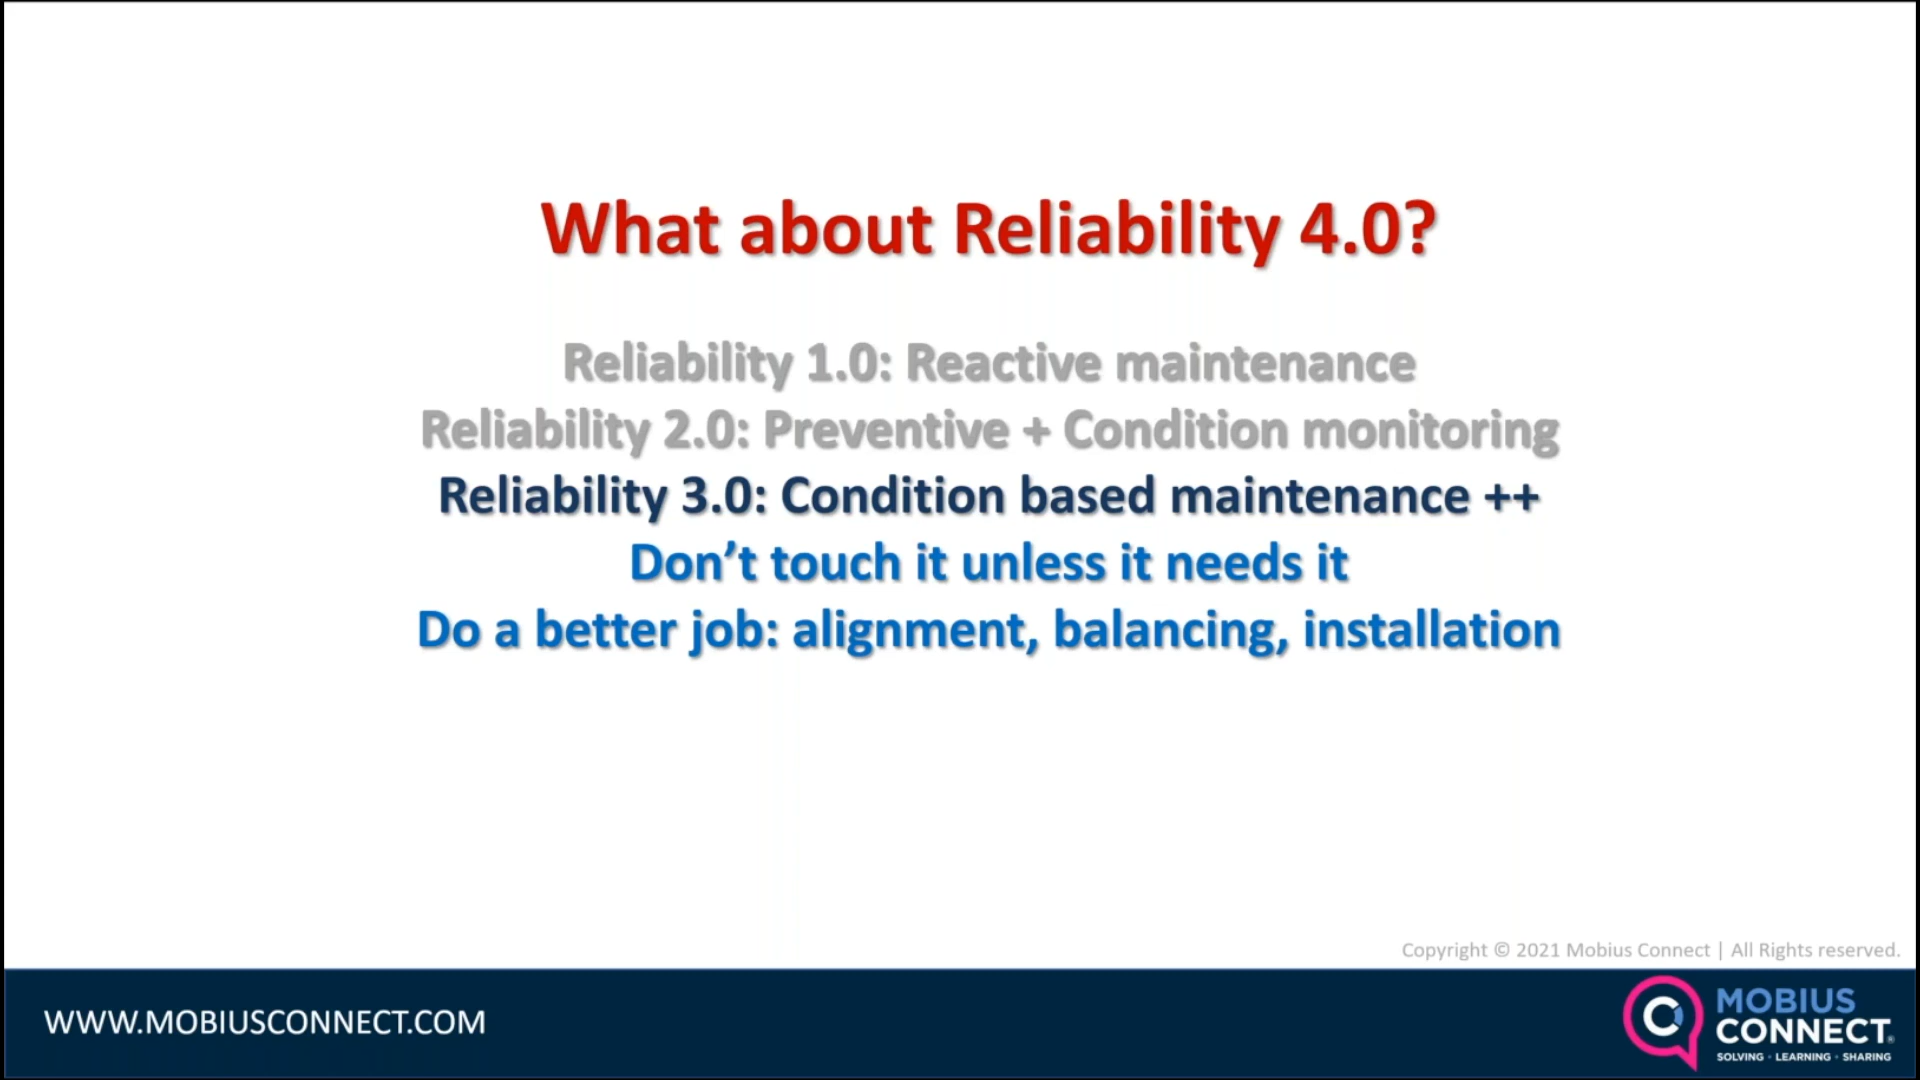 What about Reliability 4.0?
Reliability 1.0: Reactive maintenance
Reliability 2.0: Preventive + Condition monitoring
Reliability 3.0: Condition based maintenance ++
Don’t touch it unless it needs it
Do a better job: alignment, balancing, installation
Copyright © 2021 Mobius Connect | All Rights reserved.
WWW.MOBIUSCONNECT.COM
MOBIUS
CONNECT®
SOLVING · LEARNING · SHARING